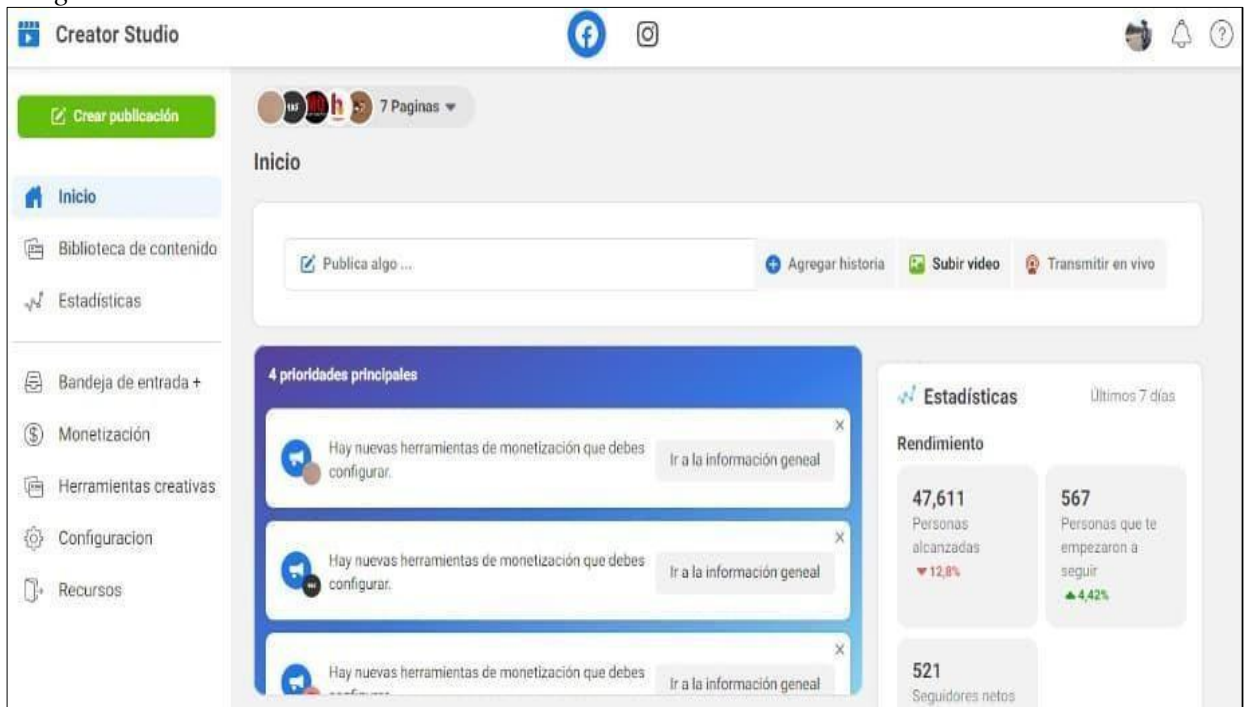 Creator Studio
Crear publicación
Inicio
Biblioteca de contenido
Estadísticas
Bandeja de entrada +
Monetización
Herramientas creativas
Configuracion
Recursos
h
7 Paginas
Inicio
Publica algo ...
Agregar historia
Subir video
Transmitir en vivo
4 prioridades principales
Hay nuevas herramientas de monetización que debes
configurar.
Ir a la información geneal
Hay nuevas herramientas de monetización que debes
configurar.
Ir a la información geneal
Hay nuevas herramientas de monetización que debes
Ir a la información geneal
Estadísticas
Últimos 7 días
Rendimiento
47,611
Personas
alcanzadas
12,8%
567
Personas que te
empezaron a
seguir
4,42%
521
Seguidores netos